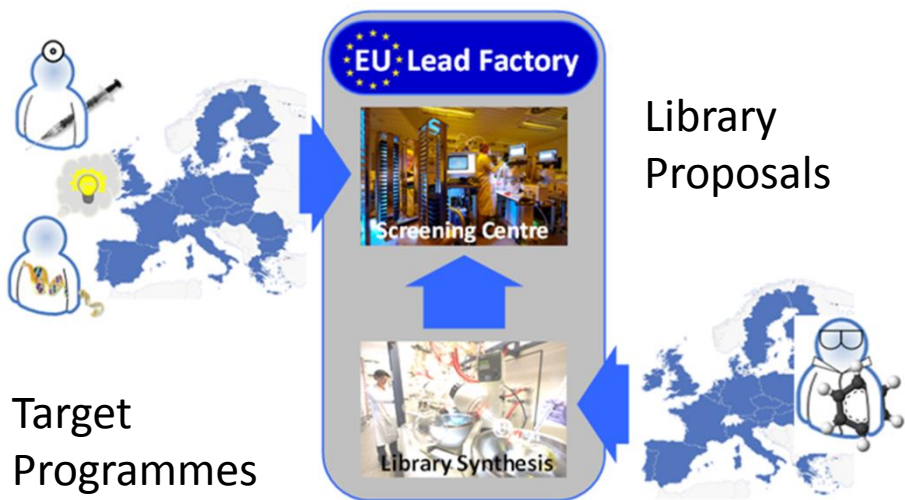 EU Lead Factory
Library
Proposals
Screening Centre
Library Synthesis
Target
Programmes